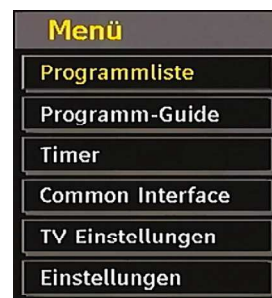 Menü
Programmliste
Programm-Guide
Timer
Common Interface
TV Einstellungen
Einstellungen